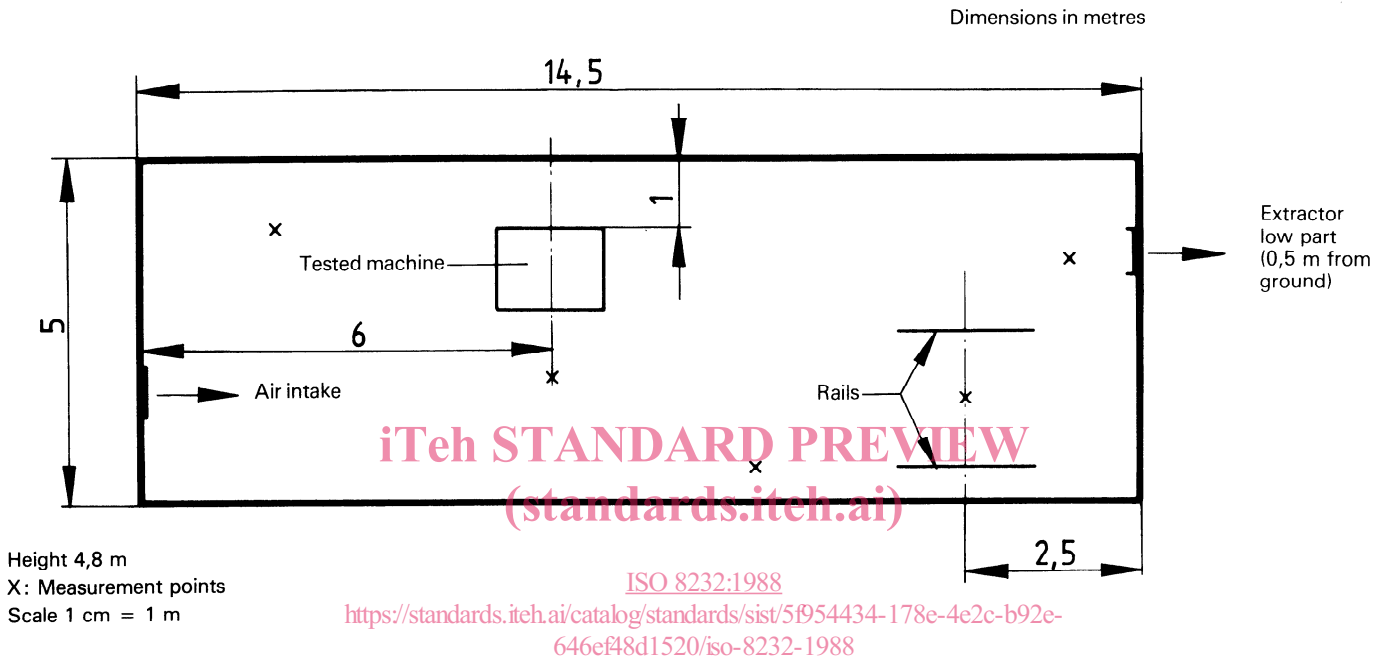 Dimensions in metres
14,5
1
X
Tested machine
X
Extractor
low part
(0,5 m from
ground)
5
6
X
Air intake
Rails
X
iTeh STANDARD PREVIEW
X
(standards.iteh.ai)
2,5
Height 4,8 m
X: Measurement points
Scale 1 cm = 1 m
ISO 8232:1988
https://standards.iteh.ai/catalog/standards/sist/5f954434-178e-4e2c-b92e-
646ef48d1520/iso-8232-1988